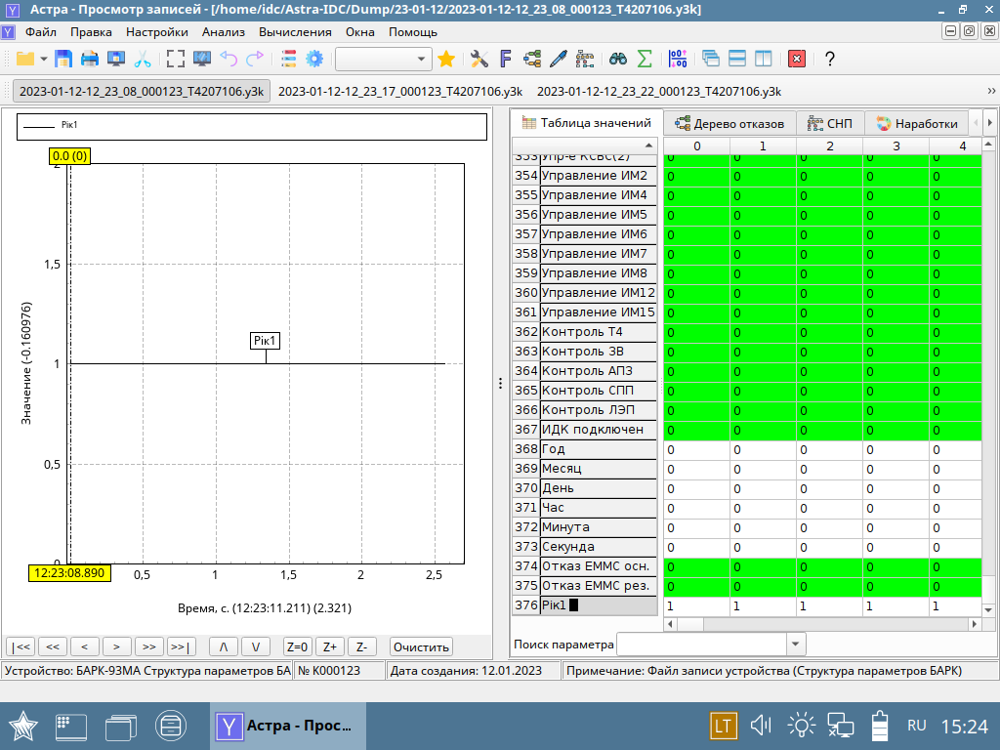 Астра - Просмотр записей - [/home/idc/Astra-IDC/Dump/23-01-12/2023-01-12-12_23_08_000123_T4207106.y3k]
Файл Правка Настройки Анализ Вычисления Окна Помощь
2023-01-12-12_23_08_000123_T4207106.y3k 2023-01-12-12_23_17_000123_T4207106.y3k 2023-01-12-12_23_22_000123_T4207106.y3k
Рік1
0.0 (0)
2
1,5
1
0,5
0
Значение (-0.160976)
Рік1
12:23:08.890
0,5 1 1,5 2 2,5
Время, с. (12:23:11.211) (2.321)
|<< << < > >> >>| /\ \/ Z=0 Z+ Z- Очистить
Таблица значений Дерево отказов СНП Наработки
0 1 2 3 4
353 Упр-е КСВС(2) 0 0 0 0 0
354 Управление ИМ2 0 0 0 0 0
355 Управление ИМ4 0 0 0 0 0
356 Управление ИМ5 0 0 0 0 0
357 Управление ИМ6 0 0 0 0 0
358 Управление ИМ7 0 0 0 0 0
359 Управление ИМ8 0 0 0 0 0
360 Управление ИМ12 0 0 0 0 0
361 Управление ИМ15 0 0 0 0 0
362 Контроль Т4 0 0 0 0 0
363 Контроль ЗВ 0 0 0 0 0
364 Контроль АПЗ 0 0 0 0 0
365 Контроль СПП 0 0 0 0 0
366 Контроль ЛЭП 0 0 0 0 0
367 ИДК подключен 0 0 0 0 0
368 Год 0 0 0 0 0
369 Месяц 0 0 0 0 0
370 День 0 0 0 0 0
371 Час 0 0 0 0 0
372 Минута 0 0 0 0 0
373 Секунда 0 0 0 0 0
374 Отказ ЕММС осн. 0 0 0 0 0
375 Отказ ЕММС рез. 0 0 0 0 0
376 Рік1 1 1 1 1 1
Поиск параметра
Устройство: БАРК-93МА Структура параметров БА № К000123 Дата создания: 12.01.2023 Примечание: Файл записи устройства (Структура параметров БАРК)
Астра - Прос... LT RU 15:24